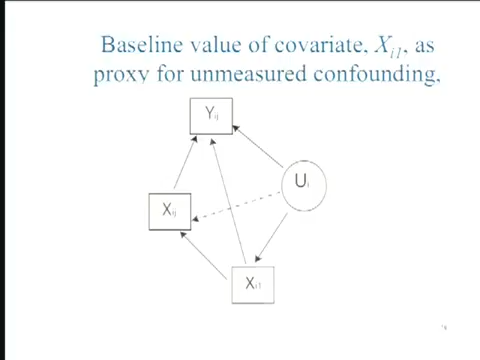 Baseline value of covariate, Xi1, as
proxy for unmeasured confounding,
Yij
Ui
Xij
Xi1